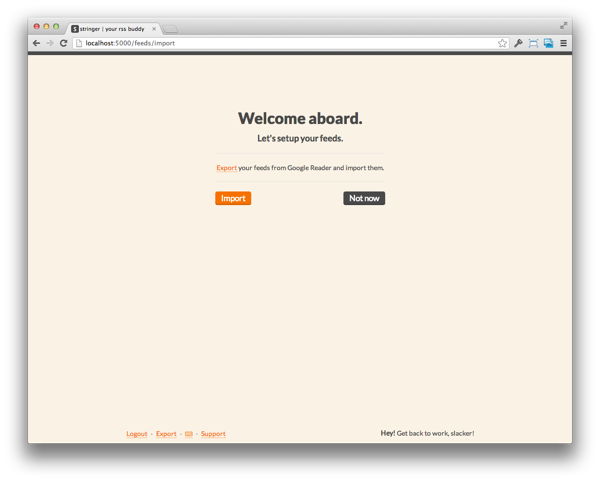 stringer | your rss buddy
localhost:5000/feeds/import
Welcome aboard.
Let's setup your feeds.
Export your feeds from Google Reader and import them.
Import
Not now
Logout - Export - - Support
Hey! Get back to work, slacker!